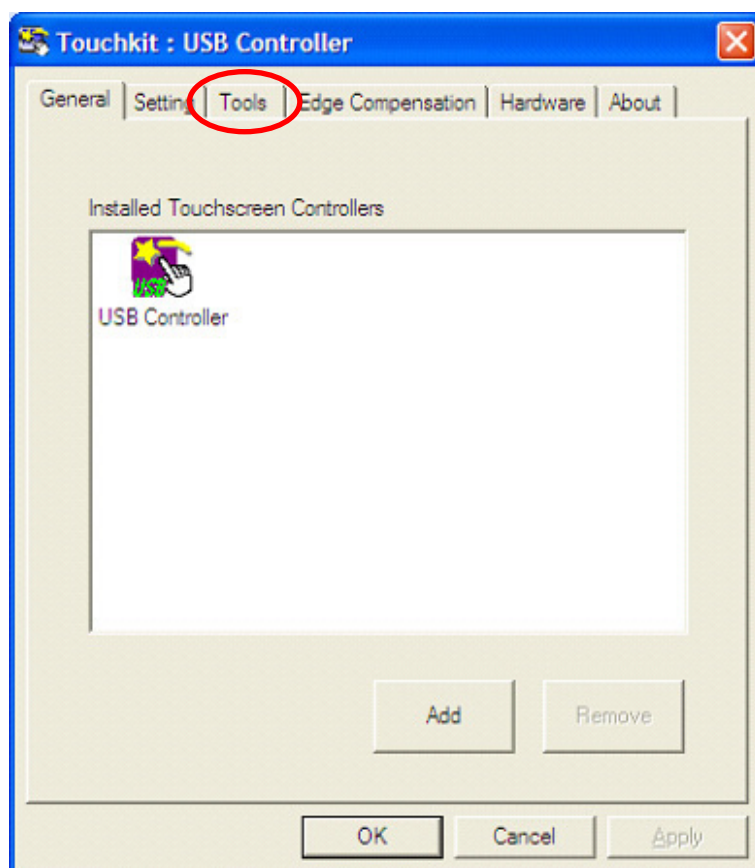 Touchkit : USB Controller
General Setting Tools Edge Compensation Hardware About
Installed Touchscreen Controllers
USB
USB Controller
Add Remove
OK Cancel Apply